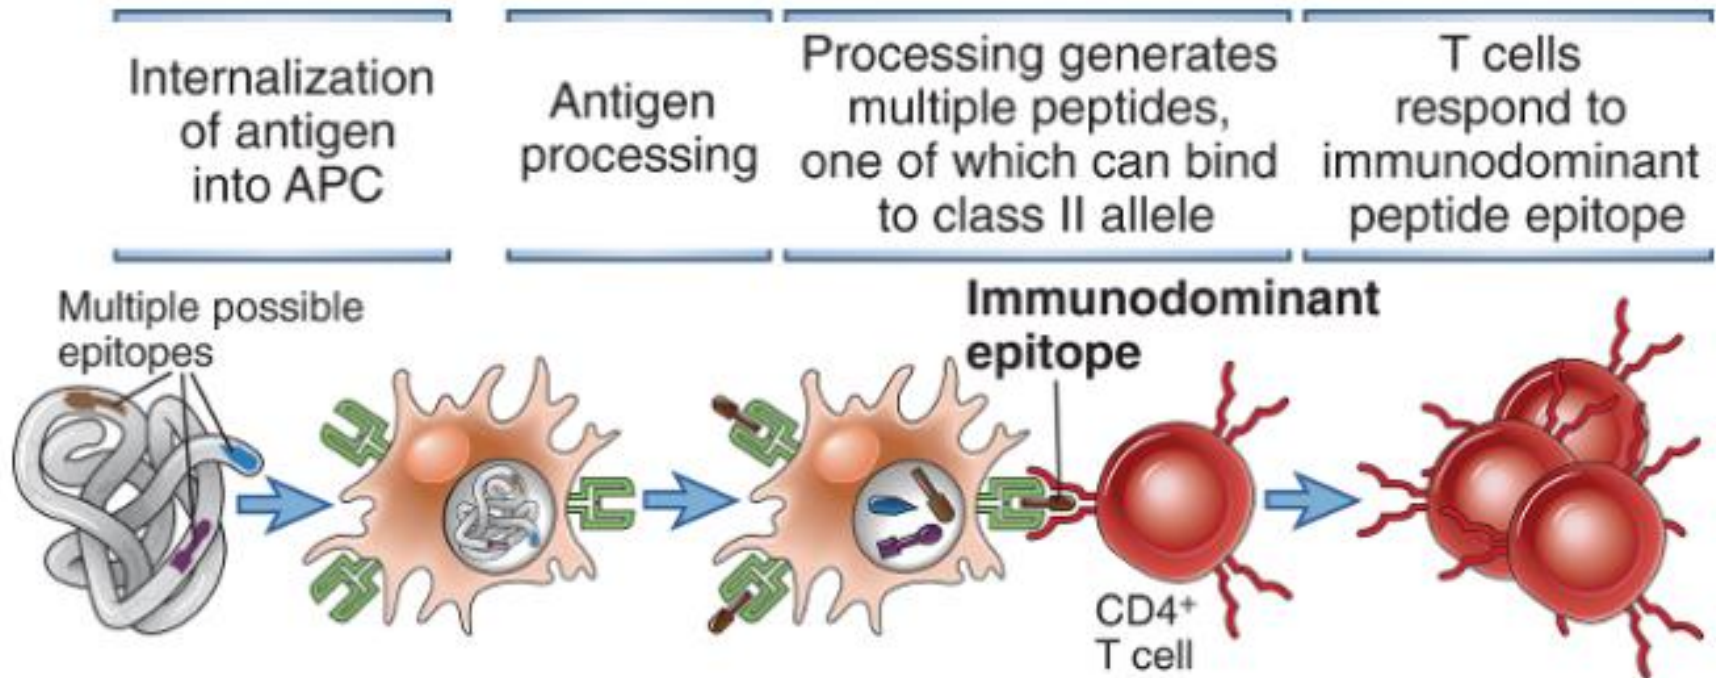 Internalization
of antigen
into APC
Antigen
processing
Processing generates
multiple peptides,
one of which can bind
to class II allele
T cells
respond to
immunodominant
peptide epitope
Multiple possible
epitopes
Immunodominant
epitope
CD4⁺
T cell